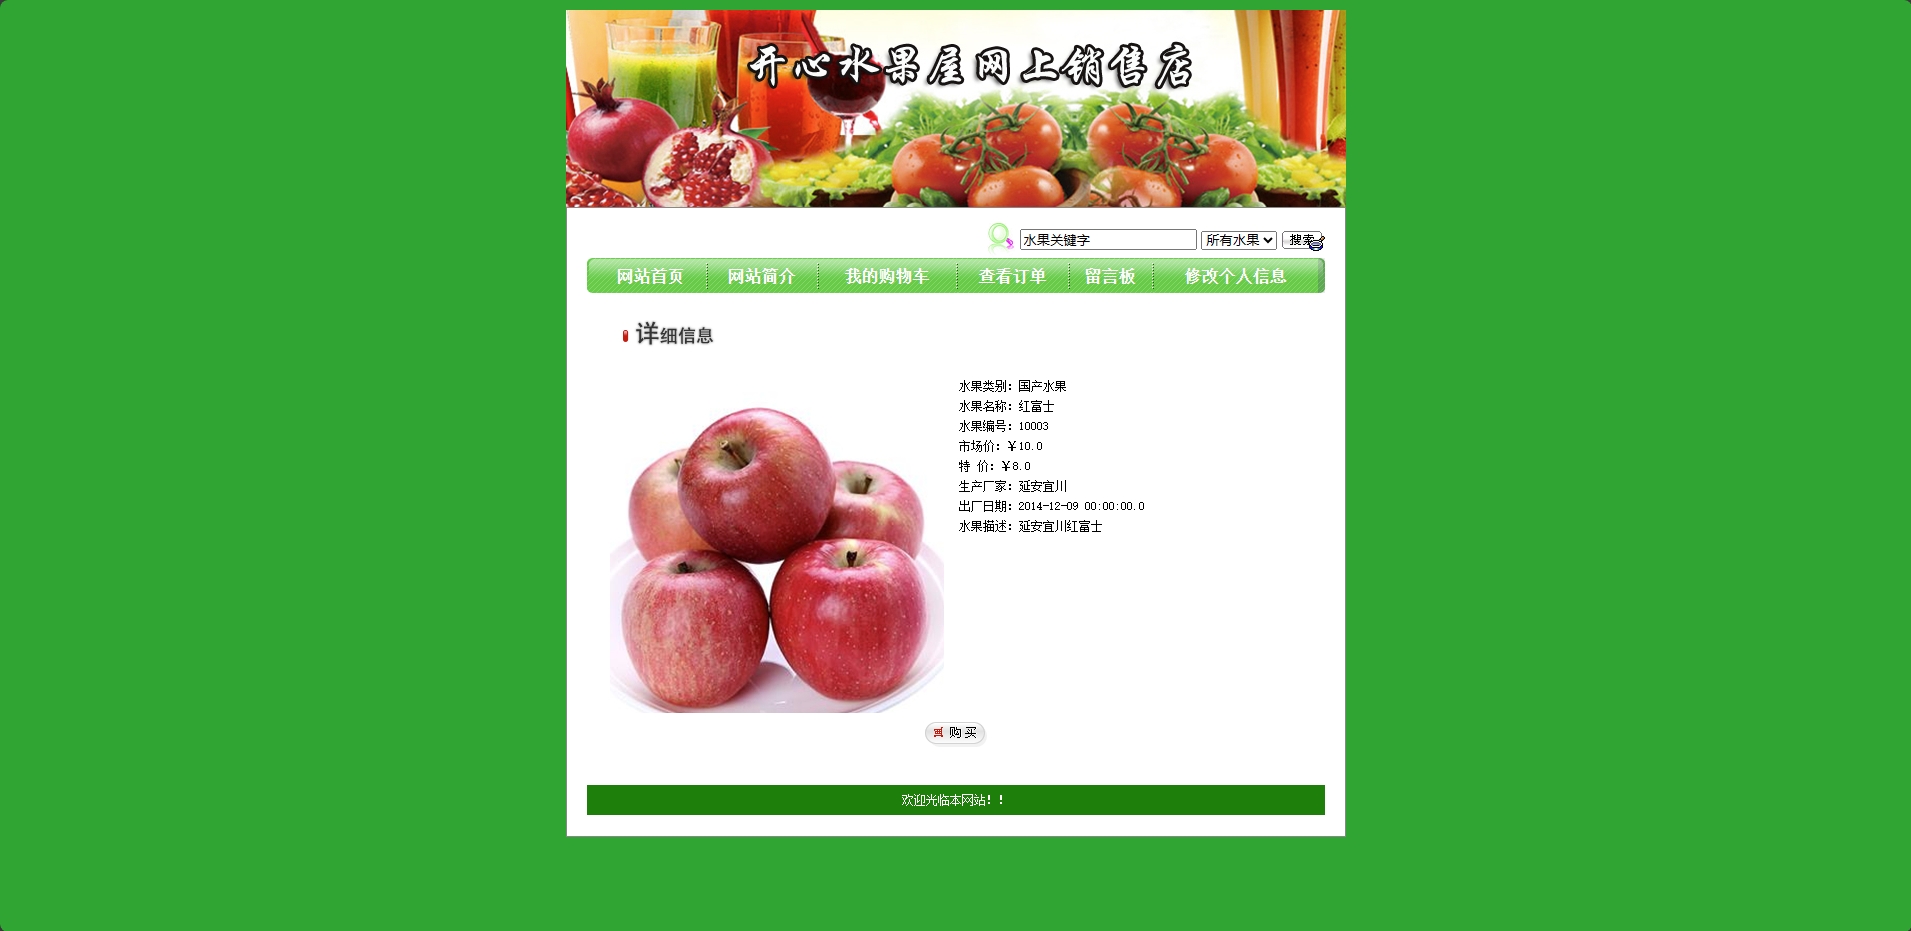 开心水果屋网上销售店
水果关键字 所有水果 搜索
网站首页 网站简介 我的购物车 查看订单 留言板 修改个人信息
详细信息
水果类别：国产水果
水果名称：红富士
水果编号：10003
市场价：￥10.0
特 价：￥8.0
生产厂家：延安宜川
出厂日期：2014-12-09 00:00:00.0
水果描述：延安宜川红富士
购 买
欢迎光临本网站！！